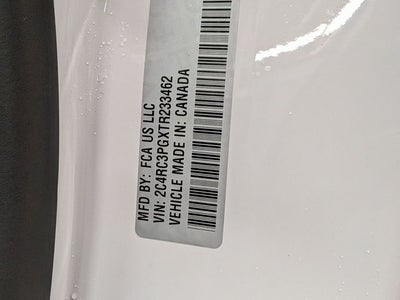 MFD BY: FCA US LLC
VIN: 2C4RC3PGXTR233462
VEHICLE MADE IN: CANADA